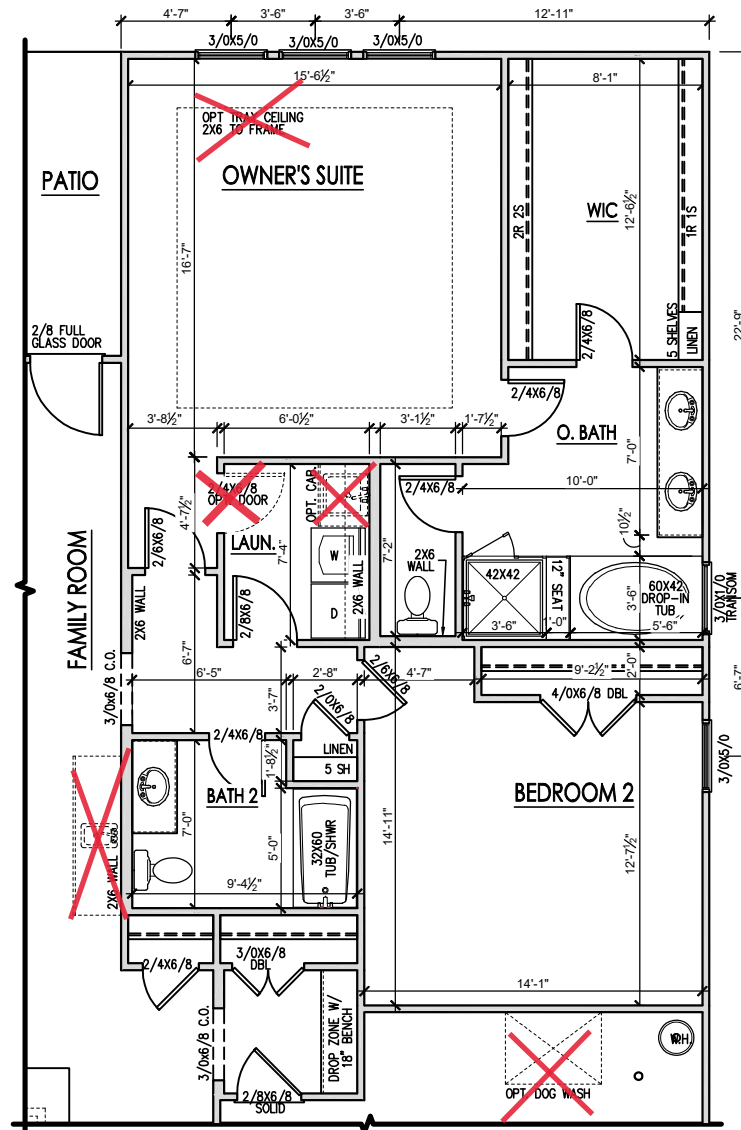 4'-7"
3'-6"
3'-6"
12'-11"
3/0X5/0
3/0X5/0
3/0X5/0
15'-6½"
8'-1"
OPT TRAY CEILING
2X6 TO FRAME
OWNER'S SUITE
PATIO
WIC
2R 2S
12'-6½"
1R 1S
16'-7"
22'-9"
2/8 FULL
GLASS DOOR
2/4X6/8
5 SHELVES
LINEN
2/4X6/8
3'-8½"
6'-0½"
3'-1½"
1'-7½"
O. BATH
7'-0"
2/4X6/8
OPT. DOOR
OPT. CAB
2/4X6/8
10'-0"
4'-7½"
LAUN.
7'-4"
W
7'-2"
10½"
FAMILY ROOM
2/6X6/8
2X6
WALL
42X42
12" SEAT
60X42
DROP-IN
TUB
3/0X1/0
TRANSOM
2X6 WALL
2/8X6/8
D
2X6 WALL
3'-6"
3'-6"
1'-0"
5'-6"
6'-7"
3/0x6/8 C.O.
6'-5"
2'-8"
2/6X6/8
4'-7"
9'-2½"
2'-0"
6'-7"
3'-7"
2/0X6/8
4/0X6/8 DBL
2/4X6/8
LINEN
5 SH
1'-8½"
3/0X5/0
BATH 2
BEDROOM 2
7'-0"
32X60
TUB/SHWR
14'-11"
12'-7½"
2X6 WALL
5'-0"
9'-4½"
2/4X6/8
3/0X6/8
DBL
14'-1"
3/0x6/8 C.O.
DROP ZONE W/
18" BENCH
W.H.
2/8X6/8
SOLID
OPT. DOG WASH